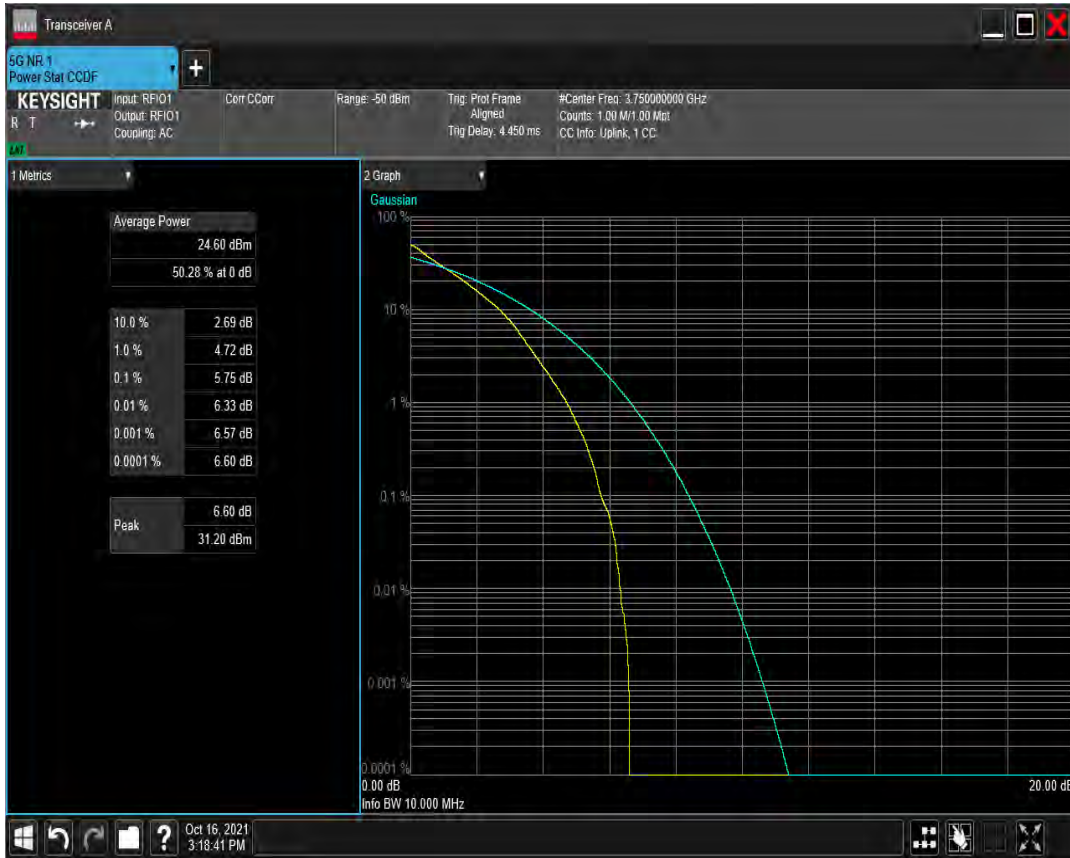 Transceiver A
5G NR 1
Power Stat CCDF
+
KEYSIGHT
R T
LXI
Input: RFIO1
Output: RFIO1
Coupling: AC
Corr CCorr
Range: -50 dBm
Trig: Prot Frame
Aligned
Trig Delay: 4.450 ms
#Center Freq: 3.750000000 GHz
Counts: 1.00 M/1.00 Mpt
CC Info: Uplink, 1 CC
1 Metrics
Average Power
24.60 dBm
50.28 % at 0 dB
10.0 % 2.69 dB
1.0 % 4.72 dB
0.1 % 5.75 dB
0.01 % 6.33 dB
0.001 % 6.57 dB
0.0001 % 6.60 dB
Peak
6.60 dB
31.20 dBm
2 Graph
Gaussian
100 %
10 %
1 %
0.1 %
0.01 %
0.001 %
0.0001 %
0.00 dB
20.00 dB
Info BW 10.000 MHz
?
Oct 16, 2021
3:18:41 PM